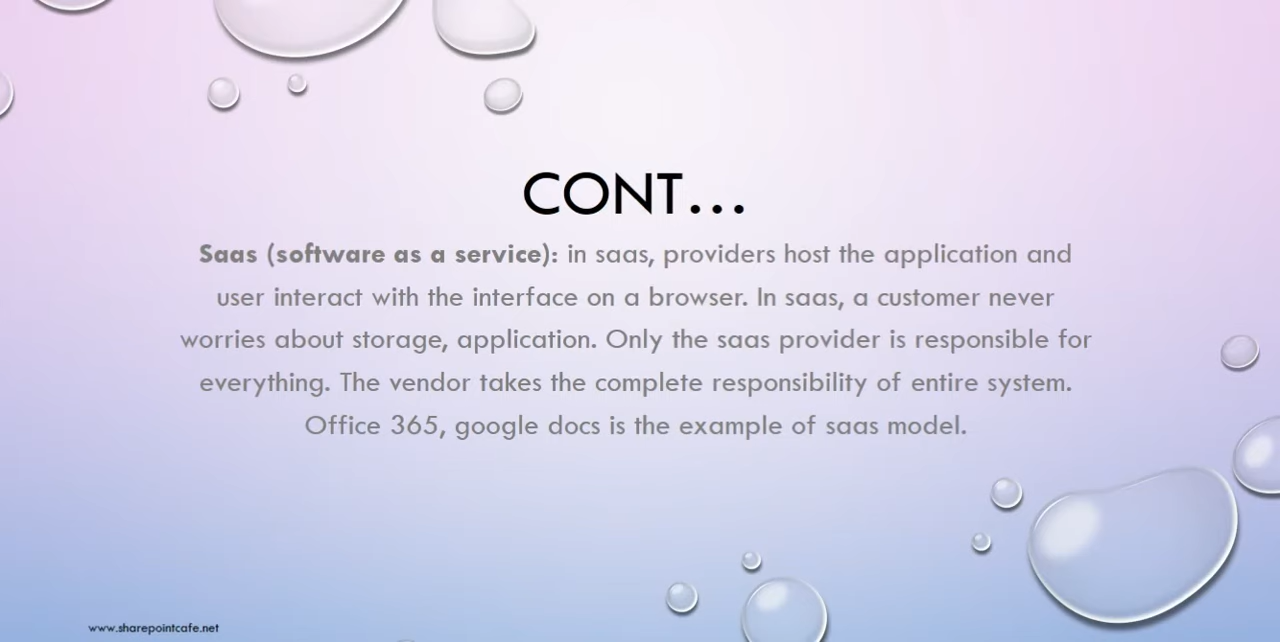 CONT...
Saas (software as a service): in saas, providers host the application and
user interact with the interface on a browser. In saas, a customer never
worries about storage, application. Only the saas provider is responsible for
everything. The vendor takes the complete responsibility of entire system.
Office 365, google docs is the example of saas model.
www.sharepointcafe.net